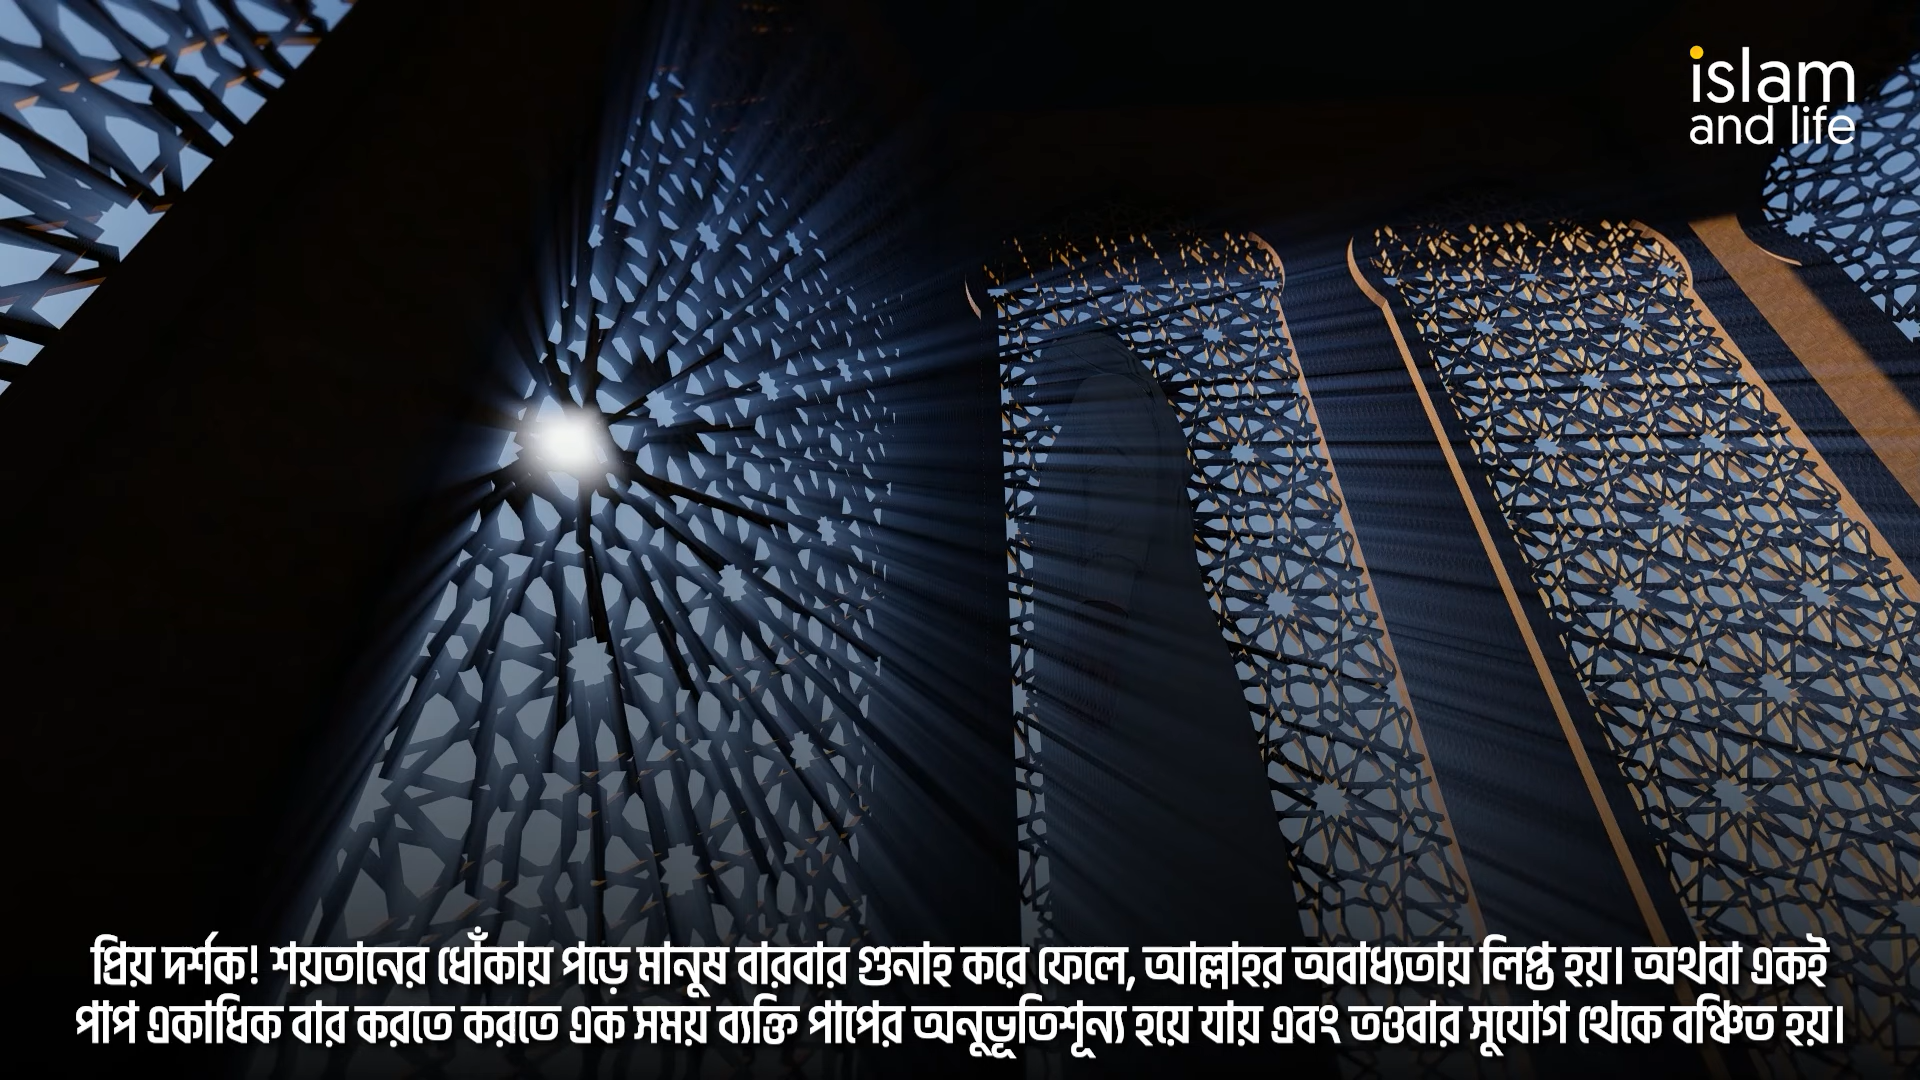 islam
and life
প্রিয় দর্শক! শয়তানের ধোঁকায় পড়ে মানুষ বারবার গুনাহ করে ফেলে, আল্লাহর অবাধ্যতায় লিপ্ত হয়। অথবা একই
পাপ একাধিক বার করতে করতে এক সময় ব্যক্তি পাপের অনুভূতিশূন্য হয়ে যায় এবং তওবার সুযোগ থেকে বঞ্চিত হয়।